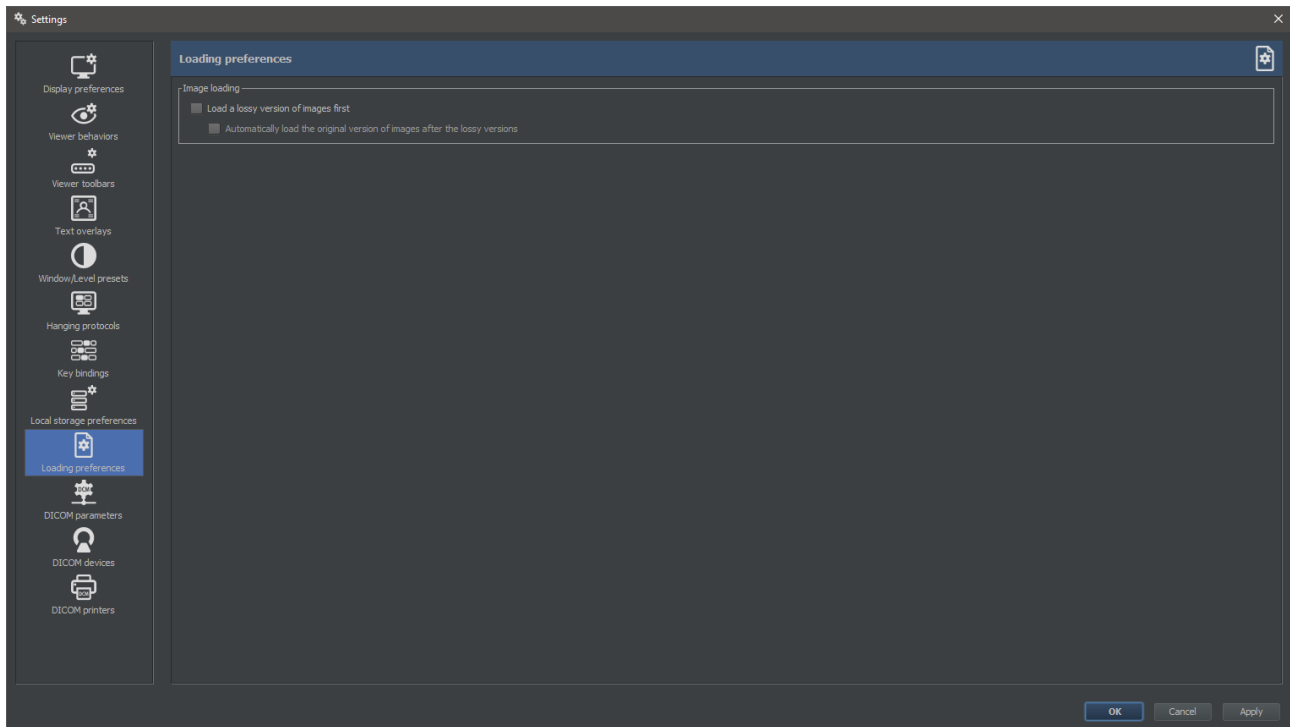 Settings
Display preferences
Viewer behaviors
Viewer toolbars
Text overlays
Window/Level presets
Hanging protocols
Key bindings
Local storage preferences
Loading preferences
DICOM parameters
DICOM devices
DICOM printers
Loading preferences
Image loading
Load a lossy version of images first
Automatically load the original version of images after the lossy versions
OK
Cancel
Apply